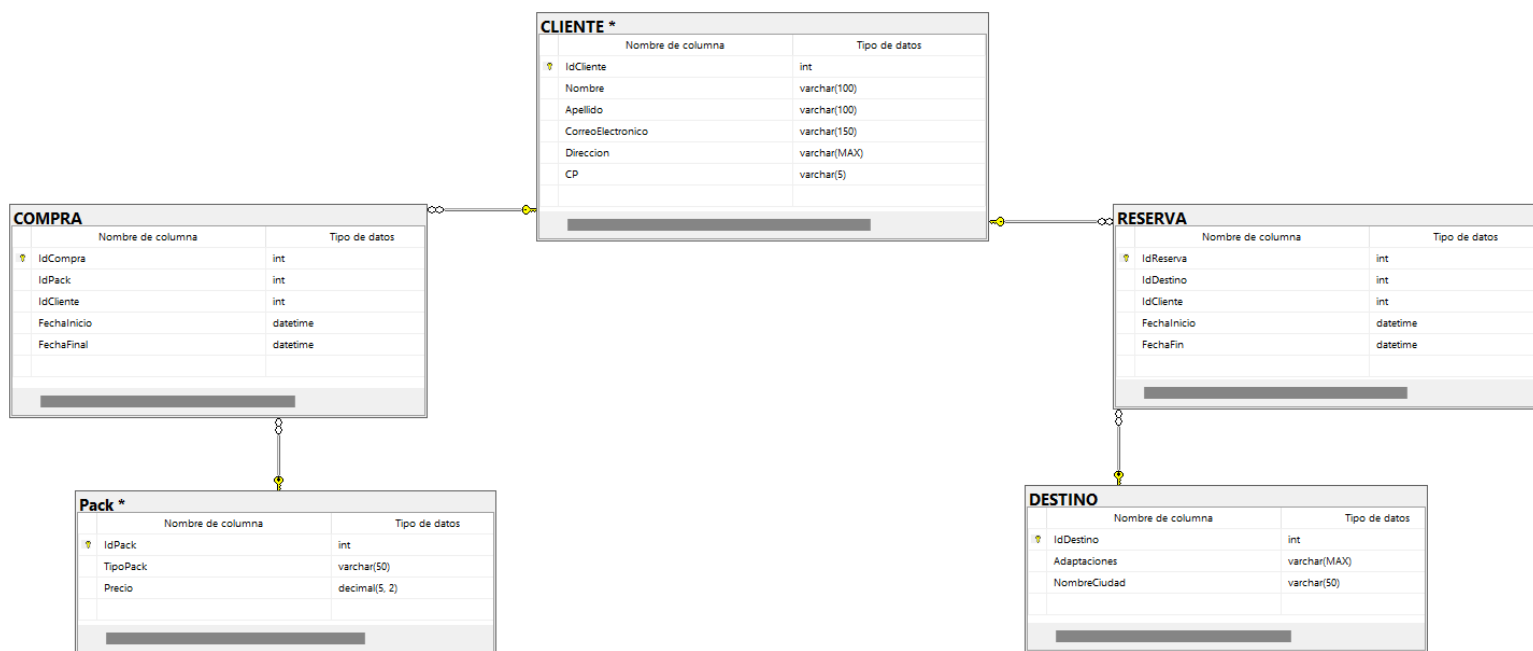 CLIENTE *
Nombre de columna Tipo de datos
IdCliente int
Nombre varchar(100)
Apellido varchar(100)
CorreoElectronico varchar(150)
Direccion varchar(MAX)
CP varchar(5)
COMPRA
Nombre de columna Tipo de datos
IdCompra int
IdPack int
IdCliente int
FechaInicio datetime
FechaFinal datetime
RESERVA
Nombre de columna Tipo de datos
IdReserva int
IdDestino int
IdCliente int
FechaInicio datetime
FechaFin datetime
Pack *
Nombre de columna Tipo de datos
IdPack int
TipoPack varchar(50)
Precio decimal(5, 2)
DESTINO
Nombre de columna Tipo de datos
IdDestino int
Adaptaciones varchar(MAX)
NombreCiudad varchar(50)